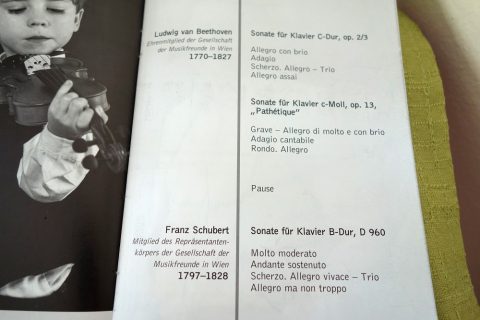 Ludwig van Beethoven
Ehrenmitglied der Gesellschaft
der Musikfreunde in Wien
1770–1827
Sonate für Klavier C-Dur, op. 2/3
Allegro con brio
Adagio
Scherzo. Allegro – Trio
Allegro assai
Sonate für Klavier c-Moll, op. 13,
„Pathétique“
Grave – Allegro di molto e con brio
Adagio cantabile
Rondo. Allegro
Pause
Franz Schubert
Mitglied des Repräsentanten-
körpers der Gesellschaft der
Musikfreunde in Wien
1797–1828
Sonate für Klavier B-Dur, D 960
Molto moderato
Andante sostenuto
Scherzo. Allegro vivace – Trio
Allegro ma non troppo